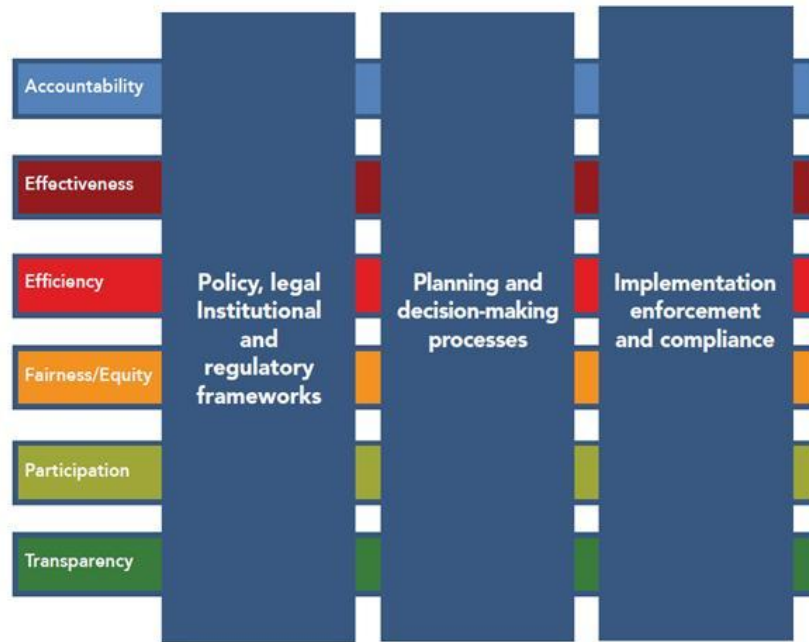 Accountability
Effectiveness
Efficiency
Fairness/Equity
Participation
Transparency
Policy, legal
Institutional
and
regulatory
frameworks
Planning and
decision-making
processes
Implementation
enforcement
and compliance